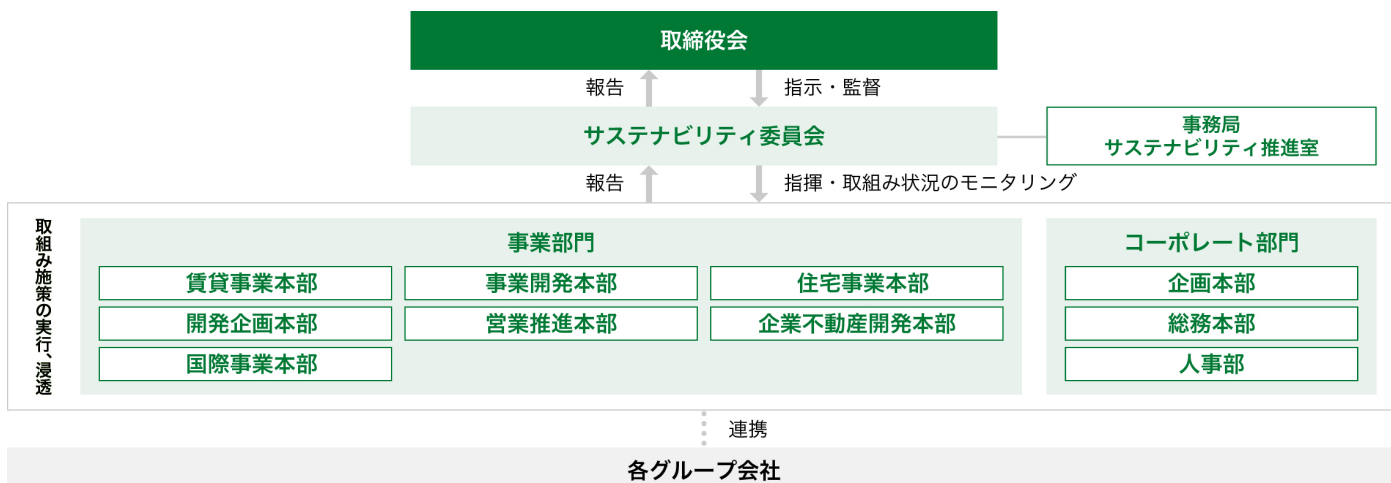 取締役会
報告
指示・監督
サステナビリティ委員会
事務局
サステナビリティ推進室
報告
指揮・取組み状況のモニタリング
取組み施策の実行、浸透
事業部門
賃貸事業本部
事業開発本部
住宅事業本部
開発企画本部
営業推進本部
企業不動産開発本部
国際事業本部
コーポレート部門
企画本部
総務本部
人事部
連携
各グループ会社